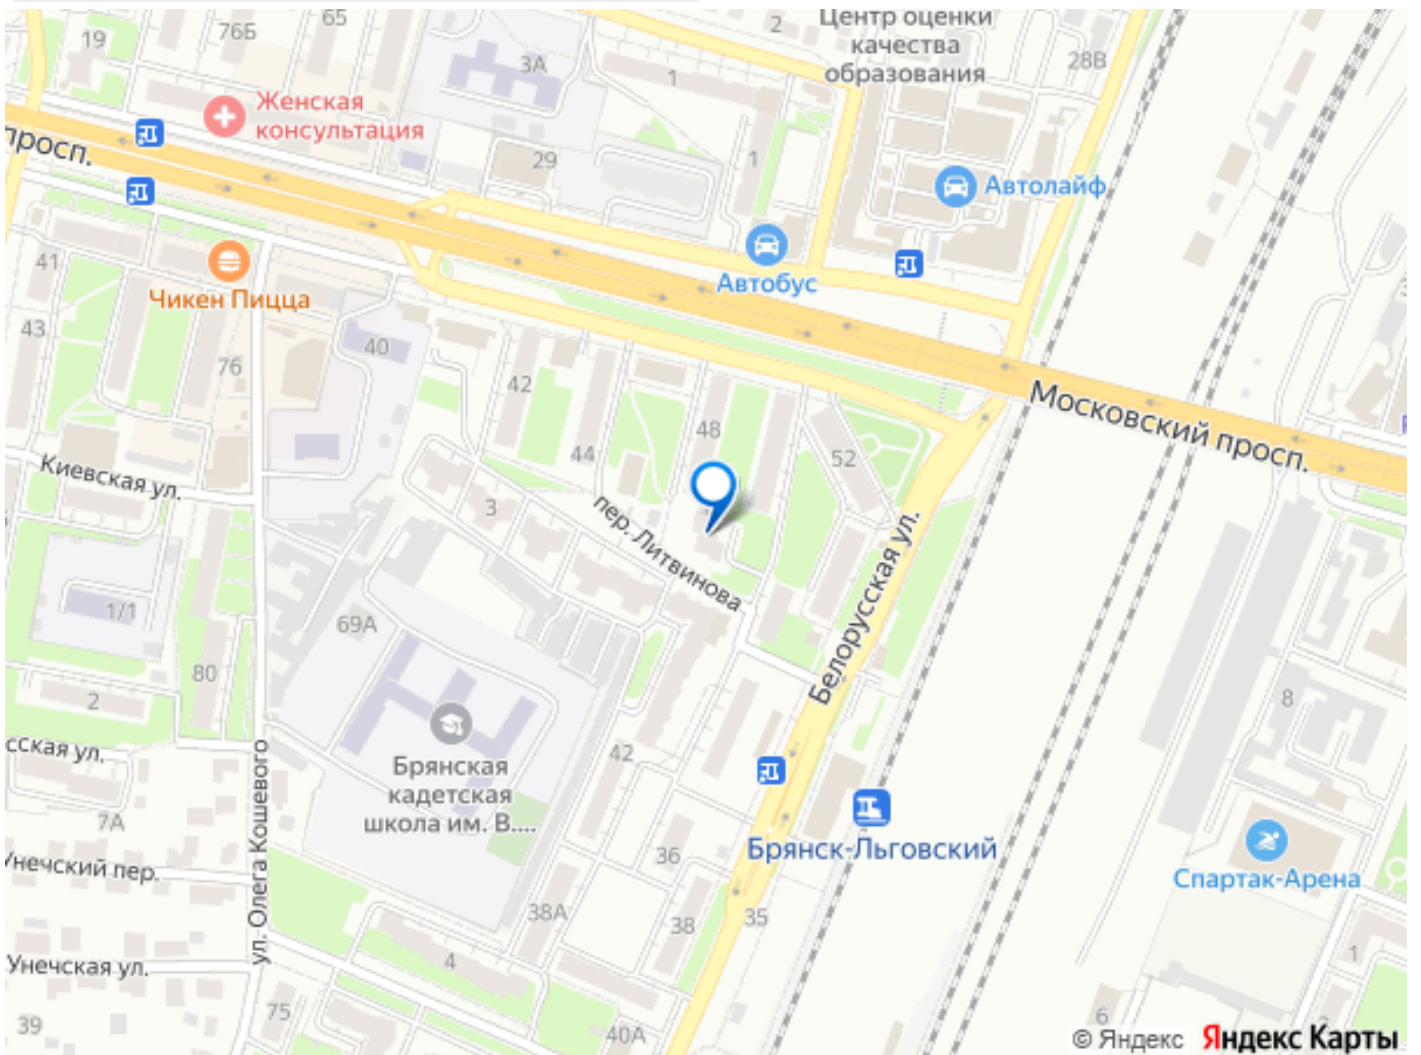 19
76Б
65
2
Центр оценки
качества
образования
28В
3А
1
Женская
консультация
просп.
29
1
Автолайф
41
Чикен Пицца
Автобус
43
40
76
42
Московский просп.
48
44
52
Киевская ул.
3
пер. Литвинова
Белорусская ул.
1/1
69А
80
2
8
сская ул.
42
Брянская
кадетская
школа им. В....
7А
Брянск-Льговский
Унечский пер.
36
Спартак-Арена
ул. Олега Кошевого
38А
38
35
4
1
Унечская ул.
75
39
40А
6
© Яндекс Яндекс Карты